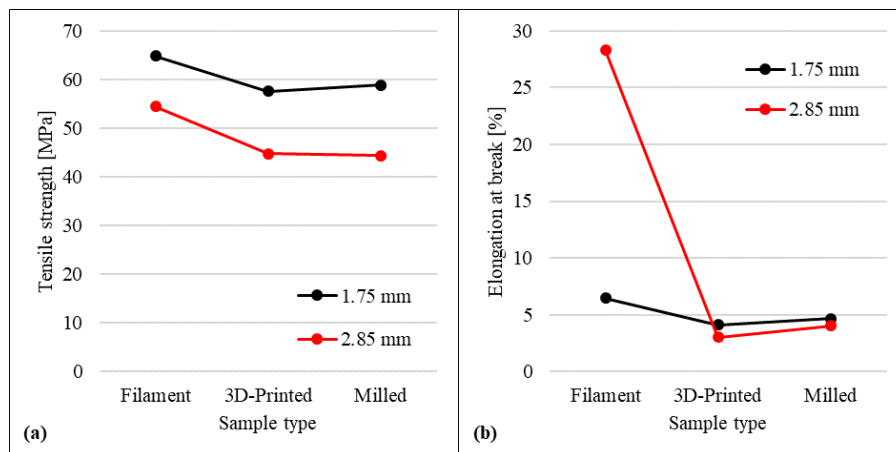 70
60
50
40
30
20
10
0
Tensile strength [MPa]
1.75 mm
2.85 mm
Filament 3D-Printed Milled
Sample type
(a)
30
25
20
15
10
5
0
Elongation at break [%]
1.75 mm
2.85 mm
Filament 3D-Printed Milled
Sample type
(b)